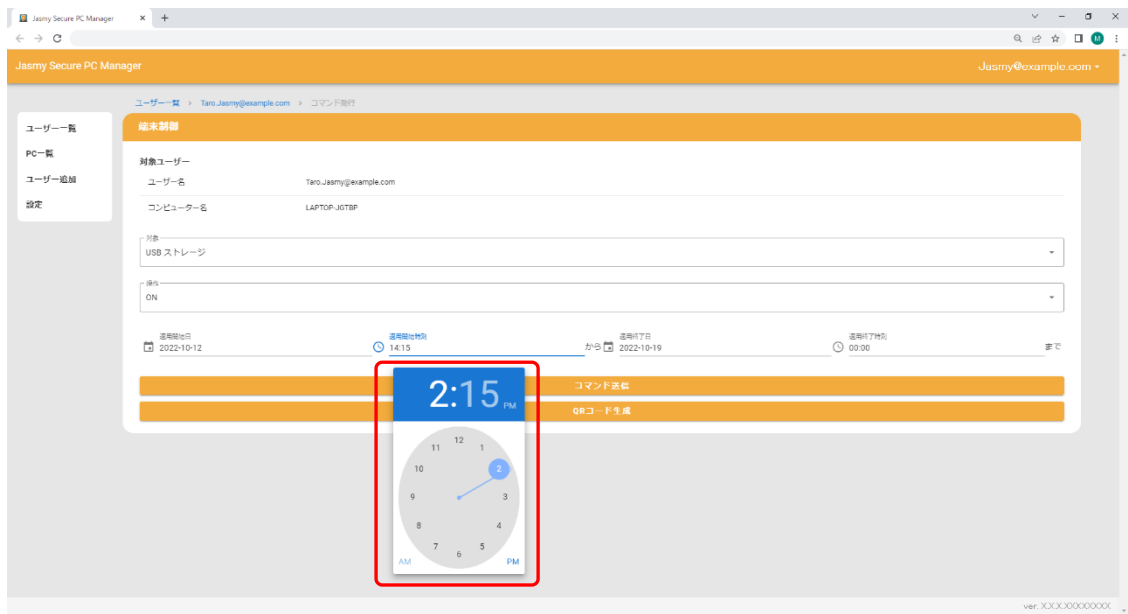 Jasmy Secure PC Manager
Jasmy Secure PC Manager
Jasmy@example.com
ユーザー一覧 > Taro.Jasmy@example.com > コマンド発行
ユーザー一覧
PC一覧
ユーザー追加
設定
端末制御
対象ユーザー
ユーザー名 Taro.Jasmy@example.com
コンピューター名 LAPTOP-JGTBP
対象
USB ストレージ
操作
ON
適用開始日 適用開始時刻 適用終了日 適用終了時刻
2022-10-12 14:15 から 2022-10-19 00:00 まで
コマンド送信
QRコード生成
2:15 PM
12
11 1
10 2
9 3
8 4
7 5
6
AM PM
ver. X.X.X.XXXXXXXX
M